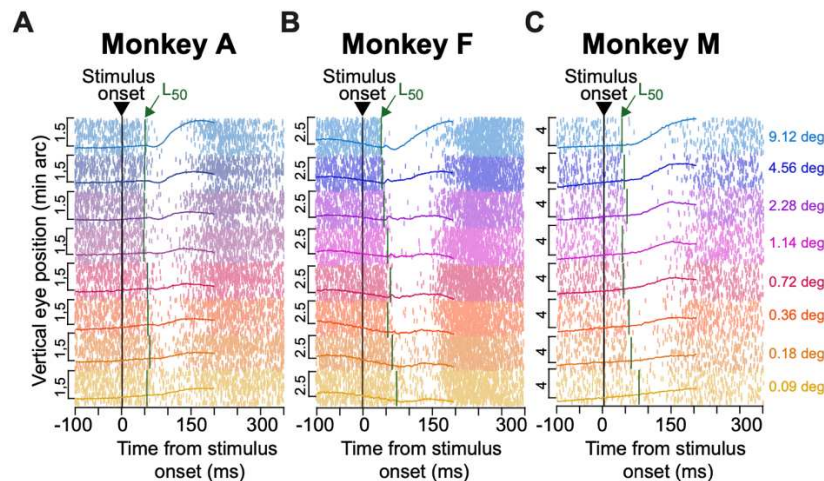 A
Monkey A
B
Monkey F
C
Monkey M
Stimulus
onset
L50
Stimulus
onset
L50
Stimulus
onset
L50
Vertical eye position (min arc)
1.5
1.5
1.5
1.5
1.5
1.5
1.5
1.5
2.5
2.5
2.5
2.5
2.5
2.5
2.5
2.5
4
4
4
4
4
4
4
4
9.12 deg
4.56 deg
2.28 deg
1.14 deg
0.72 deg
0.36 deg
0.18 deg
0.09 deg
-100 0 150 300
-100 0 150 300
-100 0 150 300
Time from stimulus
onset (ms)
Time from stimulus
onset (ms)
Time from stimulus
onset (ms)